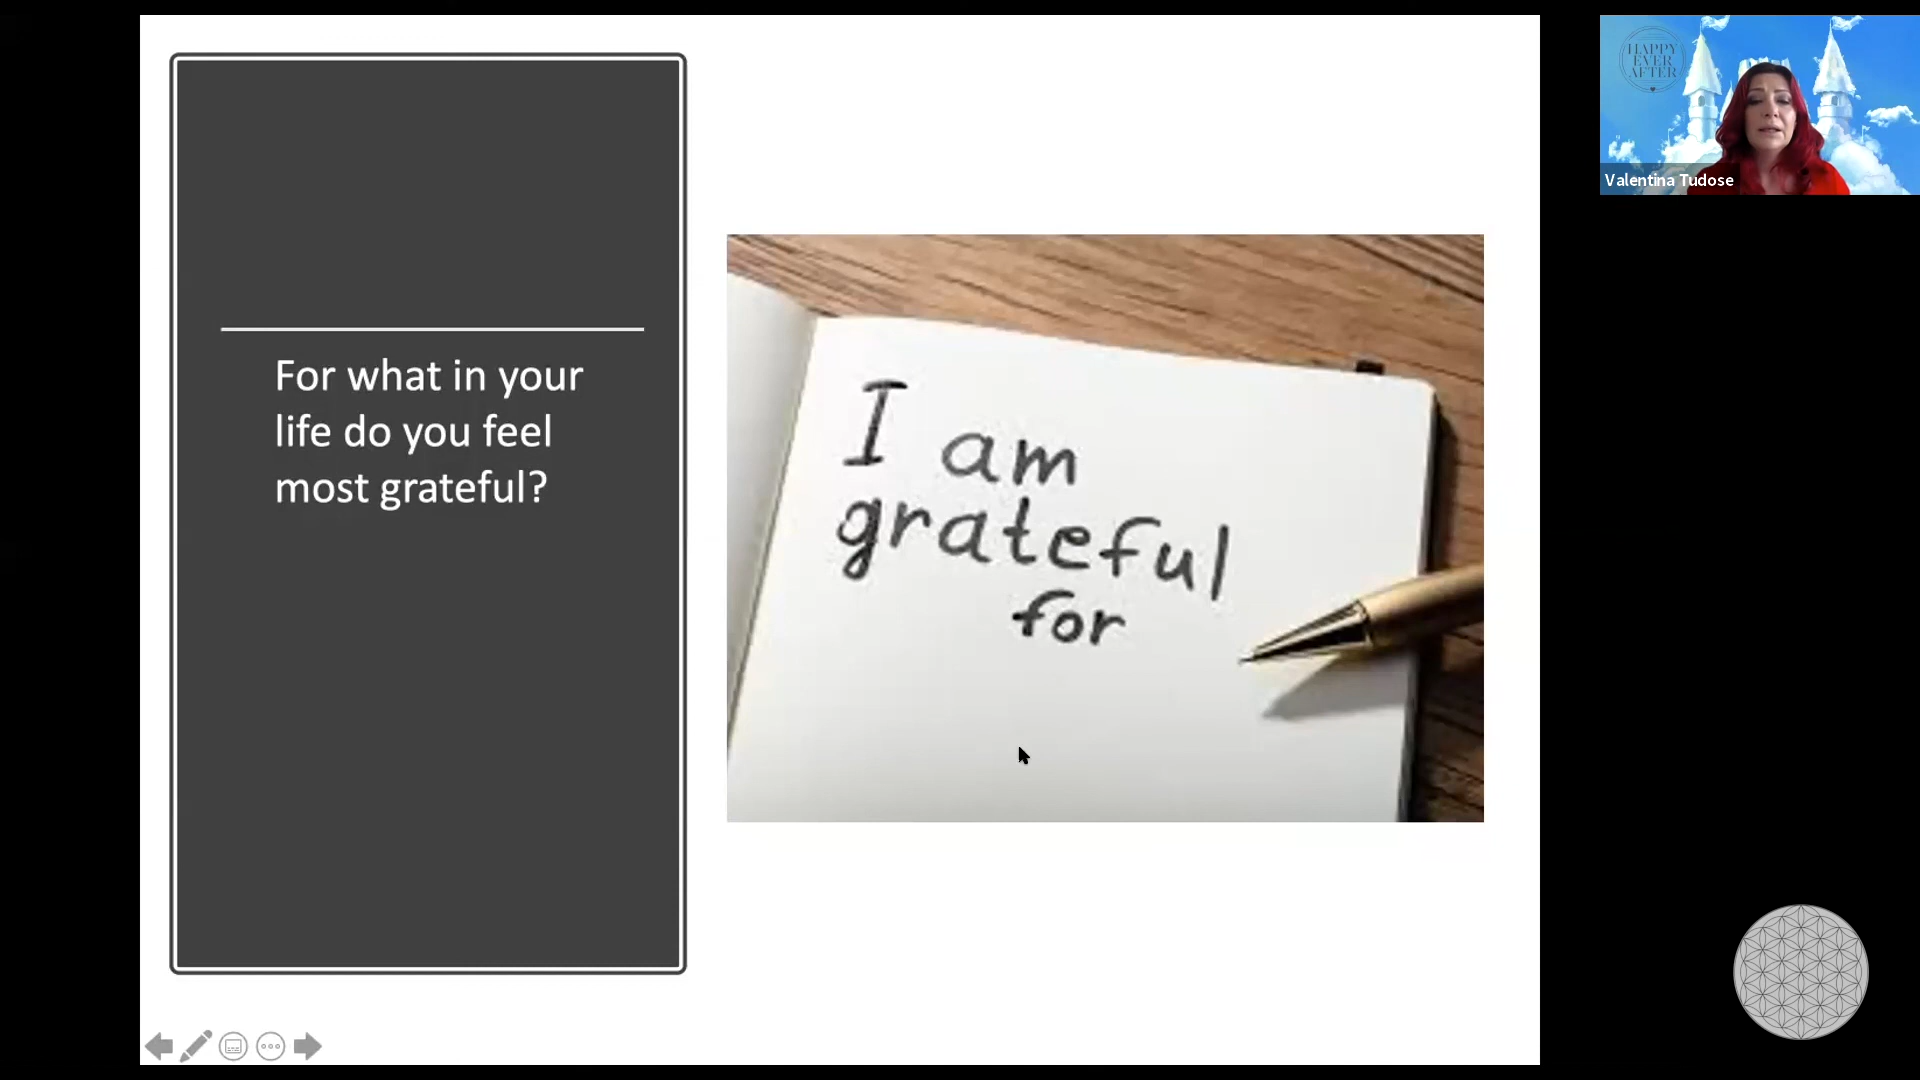 For what in your
life do you feel
most grateful?
I am
grateful
for
HAPPY
EVER
AFTER
Valentina Tudose